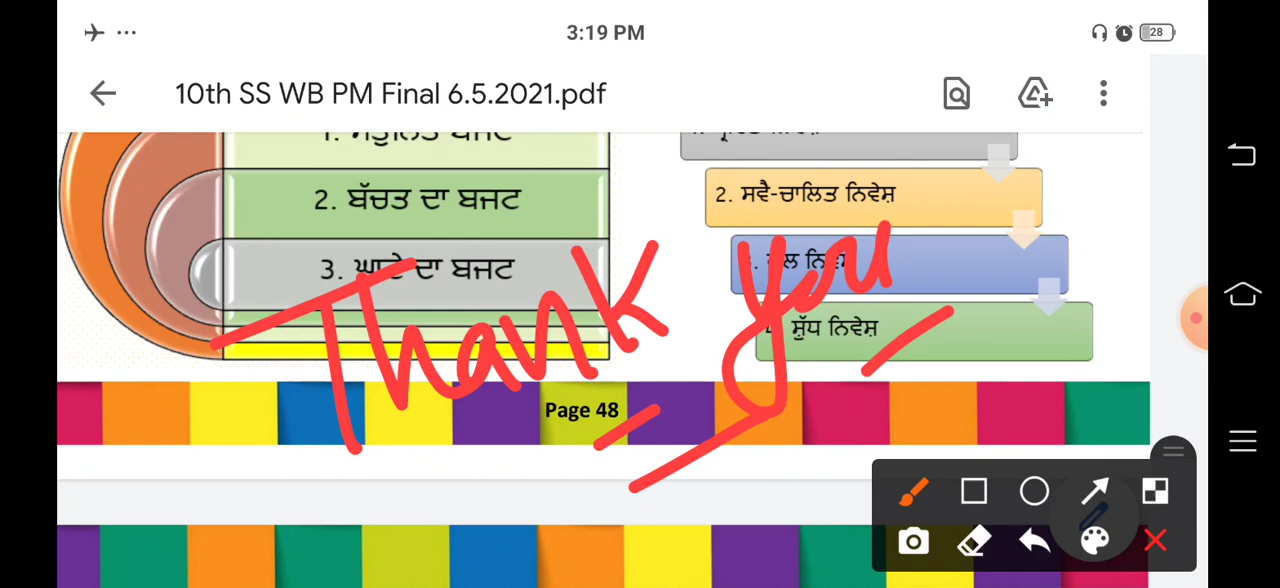 3:19 PM
28
10th SS WB PM Final 6.5.2021.pdf
2. ਬੱਚਤ ਦਾ ਬਜਟ
3. ਘਾਟੇ ਦਾ ਬਜਟ
2. ਸਵੈ-ਚਾਲਿਤ ਨਿਵੇਸ਼
ਸ਼ੁੱਧ ਨਿਵੇਸ਼
Thank you
Page 48